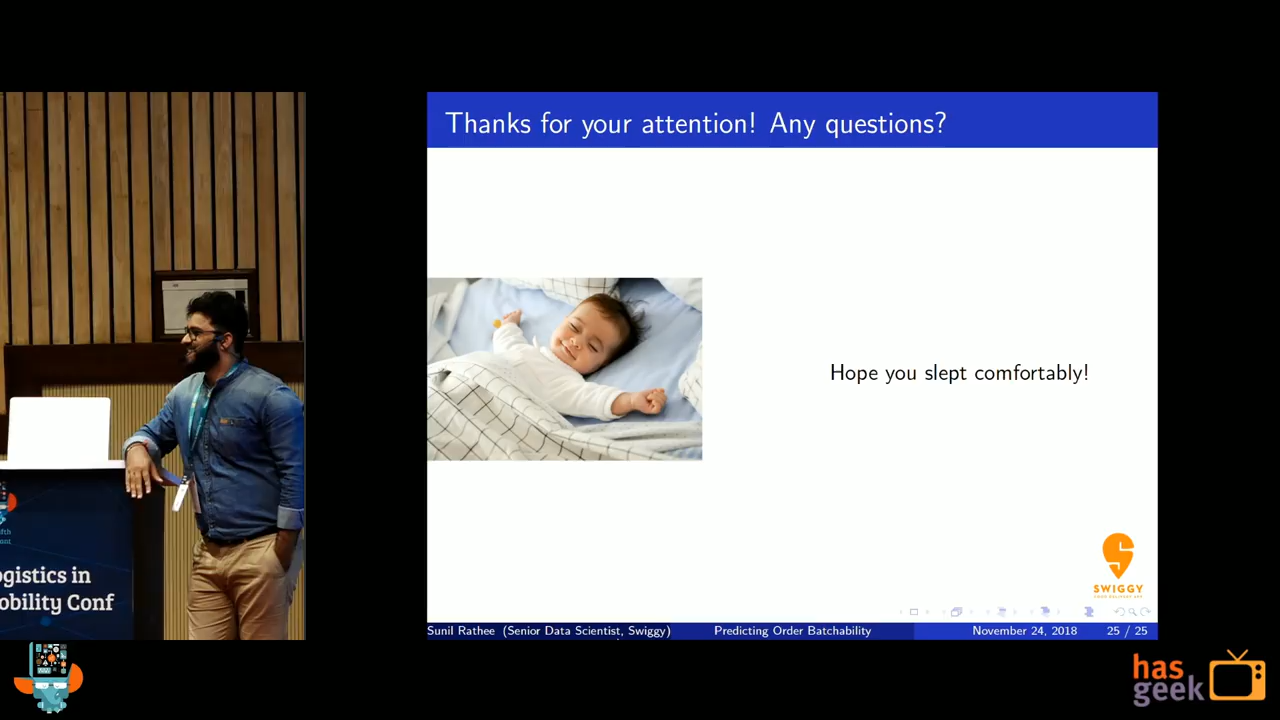 Thanks for your attention! Any questions?
Hope you slept comfortably!
SWIGGY
Sunil Rathee (Senior Data Scientist, Swiggy)
Predicting Order Batchability
November 24, 2018
25 / 25
ogistics in
obility Conf
has
geek